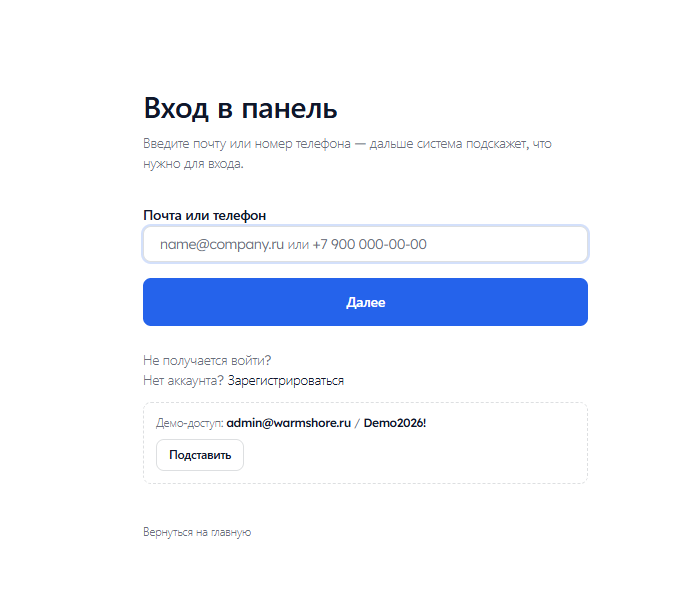 Вход в панель
Введите почту или номер телефона — дальше система подскажет, что
нужно для входа.
Почта или телефон
name@company.ru или +7 900 000-00-00
Далее
Не получается войти?
Нет аккаунта? Зарегистрироваться
Демо-доступ: admin@warmshore.ru / Demo2026!
Подставить
Вернуться на главную